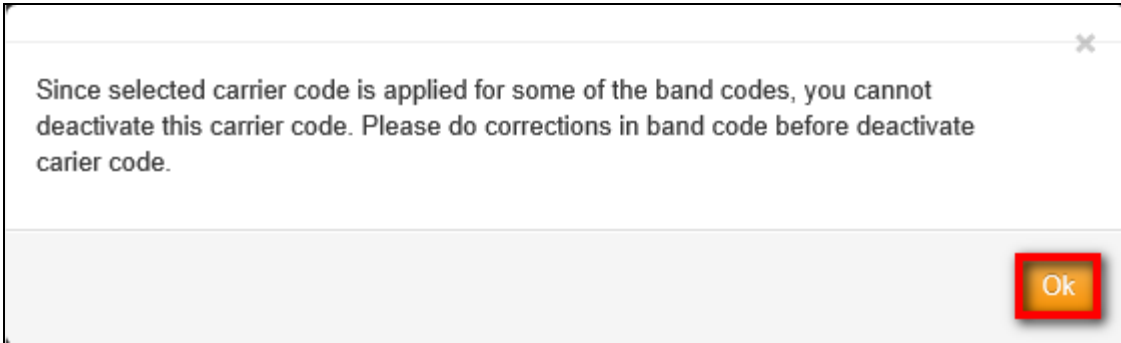 Since selected carrier code is applied for some of the band codes, you cannot
deactivate this carrier code. Please do corrections in band code before deactivate
carier code.
Ok